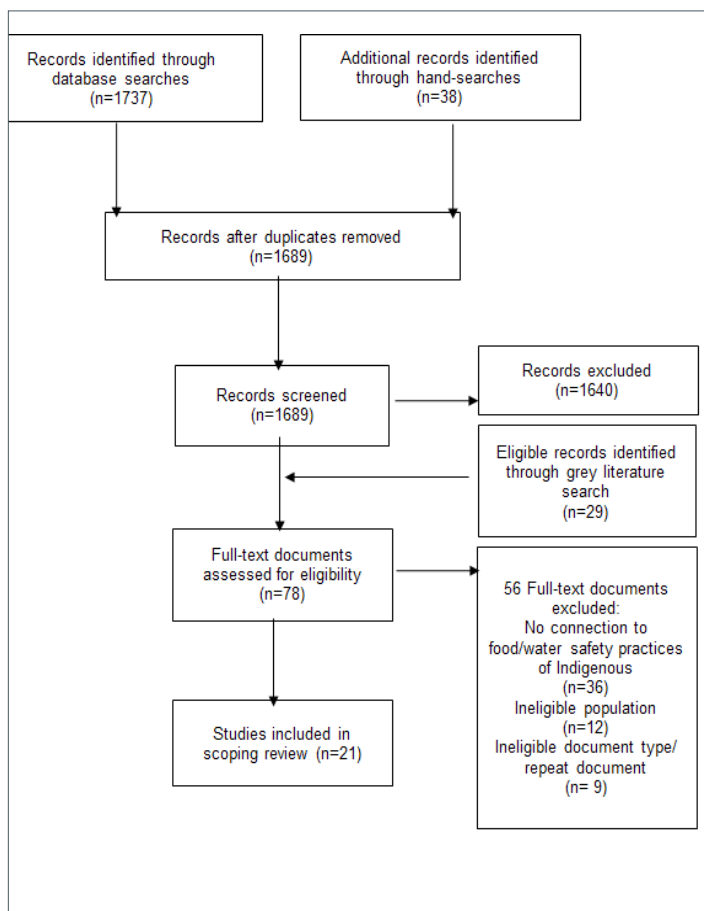 Records identified through
database searches
(n=1737)
Additional records identified
through hand-searches
(n=38)
Records after duplicates removed
(n=1689)
Records screened
(n=1689)
Records excluded
(n=1640)
Eligible records identified
through grey literature
search
(n=29)
Full-text documents
assessed for eligibility
(n=78)
56 Full-text documents
excluded:
No connection to
food/water safety practices
of Indigenous
(n=36)
Ineligible population
(n=12)
Ineligible document type/
repeat document
(n= 9)
Studies included in
scoping review (n=21)